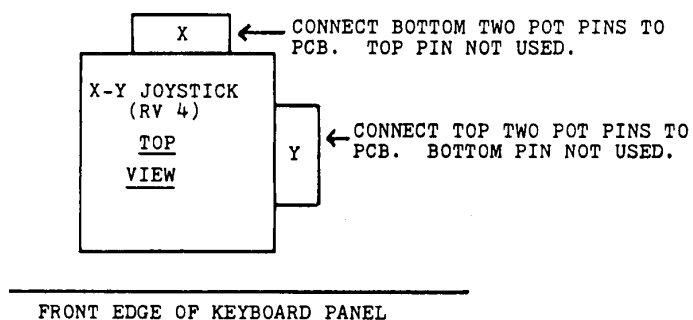 X
CONNECT BOTTOM TWO POT PINS TO
PCB. TOP PIN NOT USED.
X-Y JOYSTICK
(RV 4)
TOP
VIEW
Y
CONNECT TOP TWO POT PINS TO
PCB. BOTTOM PIN NOT USED.
FRONT EDGE OF KEYBOARD PANEL